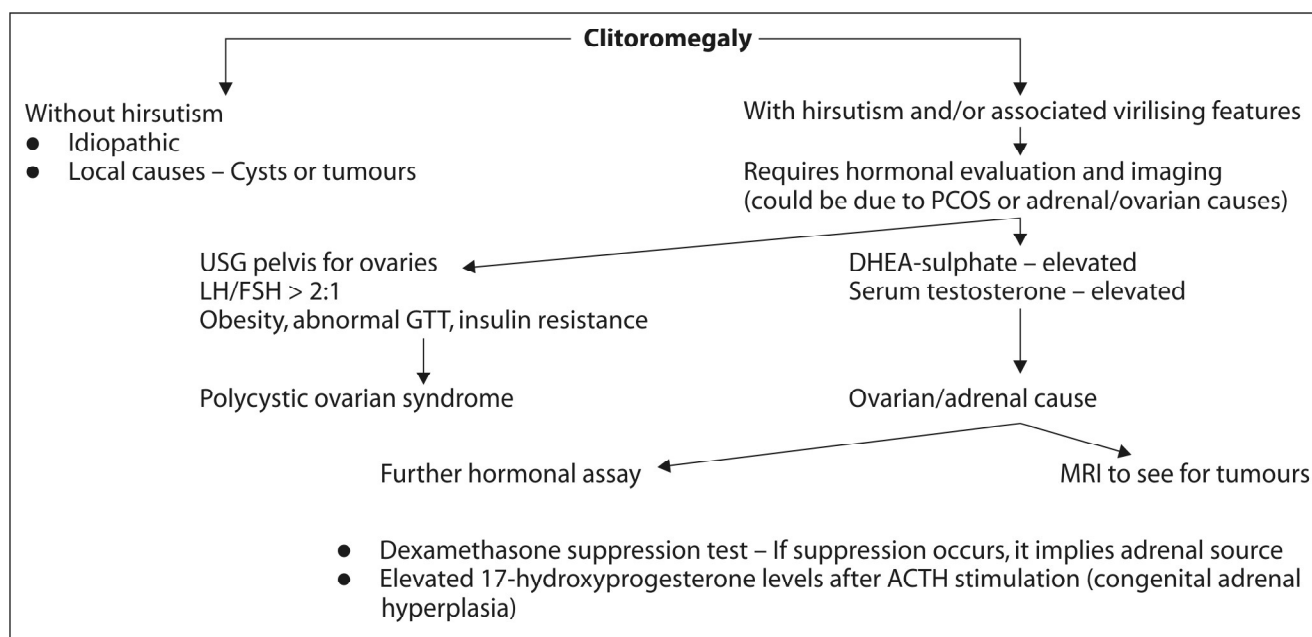 Clitoromegaly
Without hirsutism
● Idiopathic
● Local causes – Cysts or tumours
With hirsutism and/or associated virilising features
Requires hormonal evaluation and imaging
(could be due to PCOS or adrenal/ovarian causes)
USG pelvis for ovaries
LH/FSH > 2:1
Obesity, abnormal GTT, insulin resistance
DHEA-sulphate – elevated
Serum testosterone – elevated
Polycystic ovarian syndrome
Ovarian/adrenal cause
Further hormonal assay
MRI to see for tumours
● Dexamethasone suppression test – If suppression occurs, it implies adrenal source
● Elevated 17-hydroxyprogesterone levels after ACTH stimulation (congenital adrenal
hyperplasia)